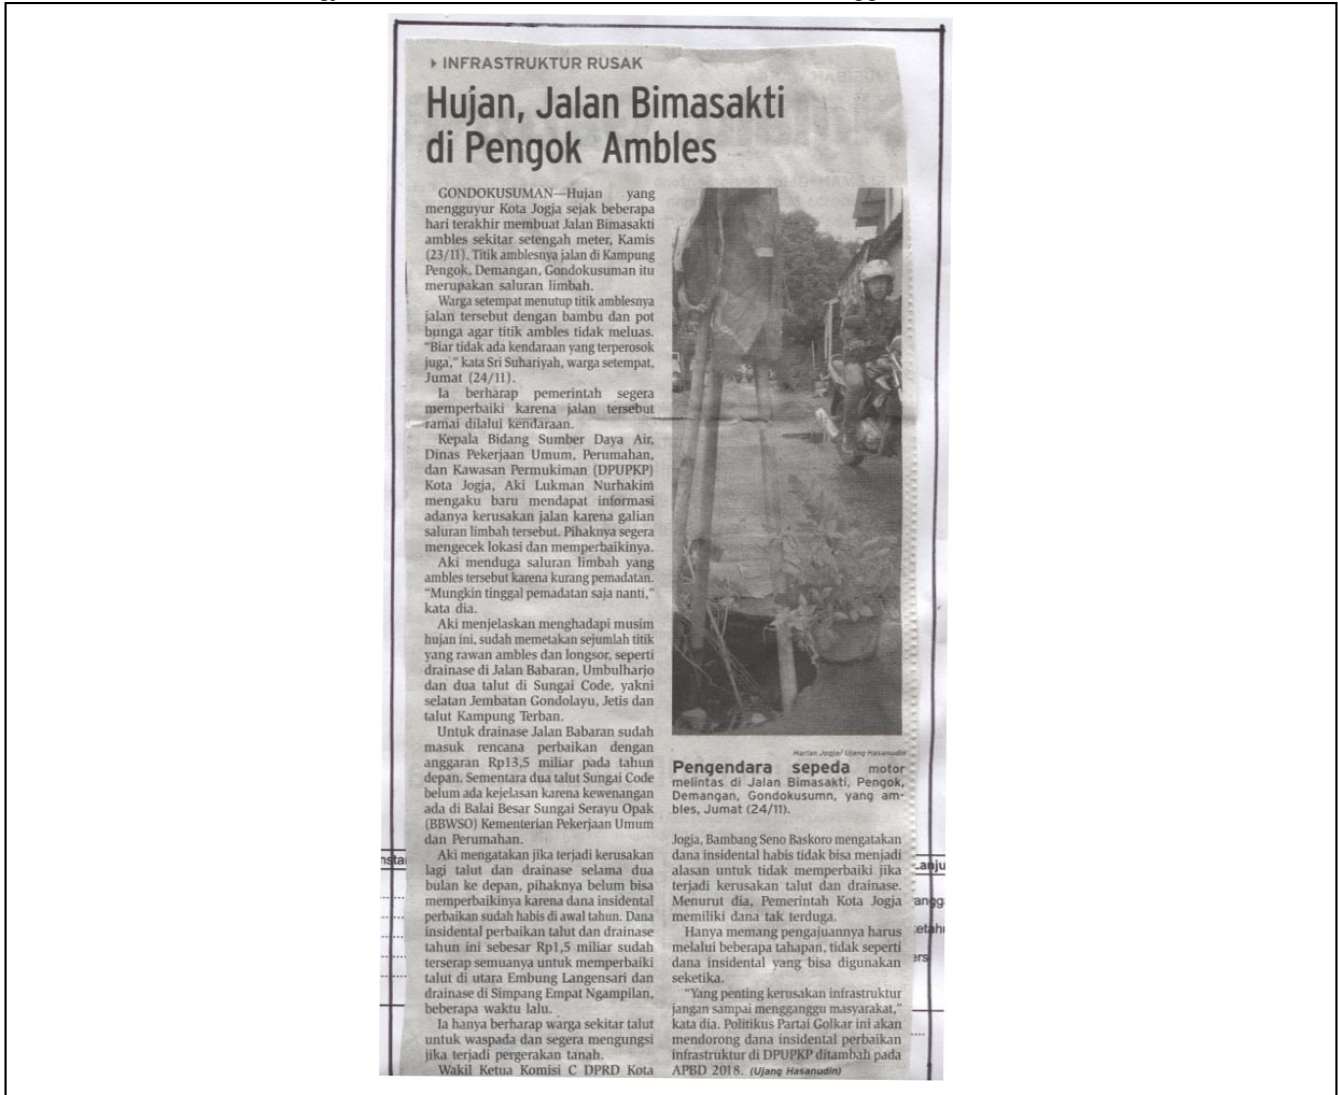 INFRASTRUKTUR RUSAK
Hujan, Jalan Bimasakti
di Pengok Ambles
GONDOKUSUMAN—Hujan yang
mengguyur Kota Jogja sejak beberapa
hari terakhir membuat Jalan Bimasakti
ambles sekitar setengah meter, Kamis
(23/11). Titik amblesnya jalan di Kampung
Pengok, Demangan, Gondokusuman itu
merupakan saluran limbah.
Warga setempat menutup titik amblesnya
jalan tersebut dengan bambu dan pot
bunga agar titik ambles tidak meluas.
"Biar tidak ada kendaraan yang terperosok
juga," kata Sri Suhariyah, warga setempat,
Jumat (24/11).
Ia berharap pemerintah segera
memperbaiki karena jalan tersebut
ramai dilalui kendaraan.
Kepala Bidang Sumber Daya Air,
Dinas Pekerjaan Umum, Perumahan,
dan Kawasan Permukiman (DPUPKP)
Kota Jogja, Aki Lukman Nurhakim
mengaku baru mendapat informasi
adanya kerusakan jalan karena galian
saluran limbah tersebut. Pihaknya segera
mengecek lokasi dan memperbaikinya.
Aki menduga saluran limbah yang
ambles tersebut karena kurang pemadatan.
"Mungkin tinggal pemadatan saja nanti,"
kata dia.
Aki menjelaskan menghadapi musim
hujan ini, sudah memetakan sejumlah titik
yang rawan ambles dan longsor, seperti
drainase di Jalan Babaran, Umbulharjo
dan dua talut di Sungai Code, yakni
selatan Jembatan Gondolayu, Jetis dan
talut Kampung Terban.
Untuk drainase Jalan Babaran sudah
masuk rencana perbaikan dengan
anggaran Rp13,5 miliar pada tahun
depan. Sementara dua talut Sungai Code
belum ada kejelasan karena kewenangan
ada di Balai Besar Sungai Serayu Opak
(BBWSO) Kementerian Pekerjaan Umum
dan Perumahan.
Aki mengatakan jika terjadi kerusakan
lagi talut dan drainase selama dua
bulan ke depan, pihaknya belum bisa
memperbaikinya karena dana insidental
perbaikan sudah habis di awal tahun. Dana
insidental perbaikan talut dan drainase
tahun ini sebesar Rp1,5 miliar sudah
terserap semuanya untuk memperbaiki
talut di utara Embung Langensari dan
drainase di Simpang Empat Ngampilan,
beberapa waktu lalu.
Ia hanya berharap warga sekitar talut
untuk waspada dan segera mengungsi
jika terjadi pergerakan tanah.
Wakil Ketua Komisi C DPRD Kota
Harian Jogja/ Ujang Hasanudin
Pengendara sepeda motor
melintas di Jalan Bimasakti, Pengok,
Demangan, Gondokusumn, yang am-
bles, Jumat (24/11).
Jogja, Bambang Seno Baskoro mengatakan
dana insidental habis tidak bisa menjadi
alasan untuk tidak memperbaiki jika
terjadi kerusakan talut dan drainase.
Menurut dia, Pemerintah Kota Jogja
memiliki dana tak terduga.
Hanya memang pengajuannya harus
melalui beberapa tahapan, tidak seperti
dana insidental yang bisa digunakan
seketika.
"Yang penting kerusakan infrastruktur
jangan sampai mengganggu masyarakat,"
kata dia. Politikus Partai Golkar ini akan
mendorong dana insidental perbaikan
infrastruktur di DPUPKP ditambah pada
APBD 2018. (Ujang Hasanudin)